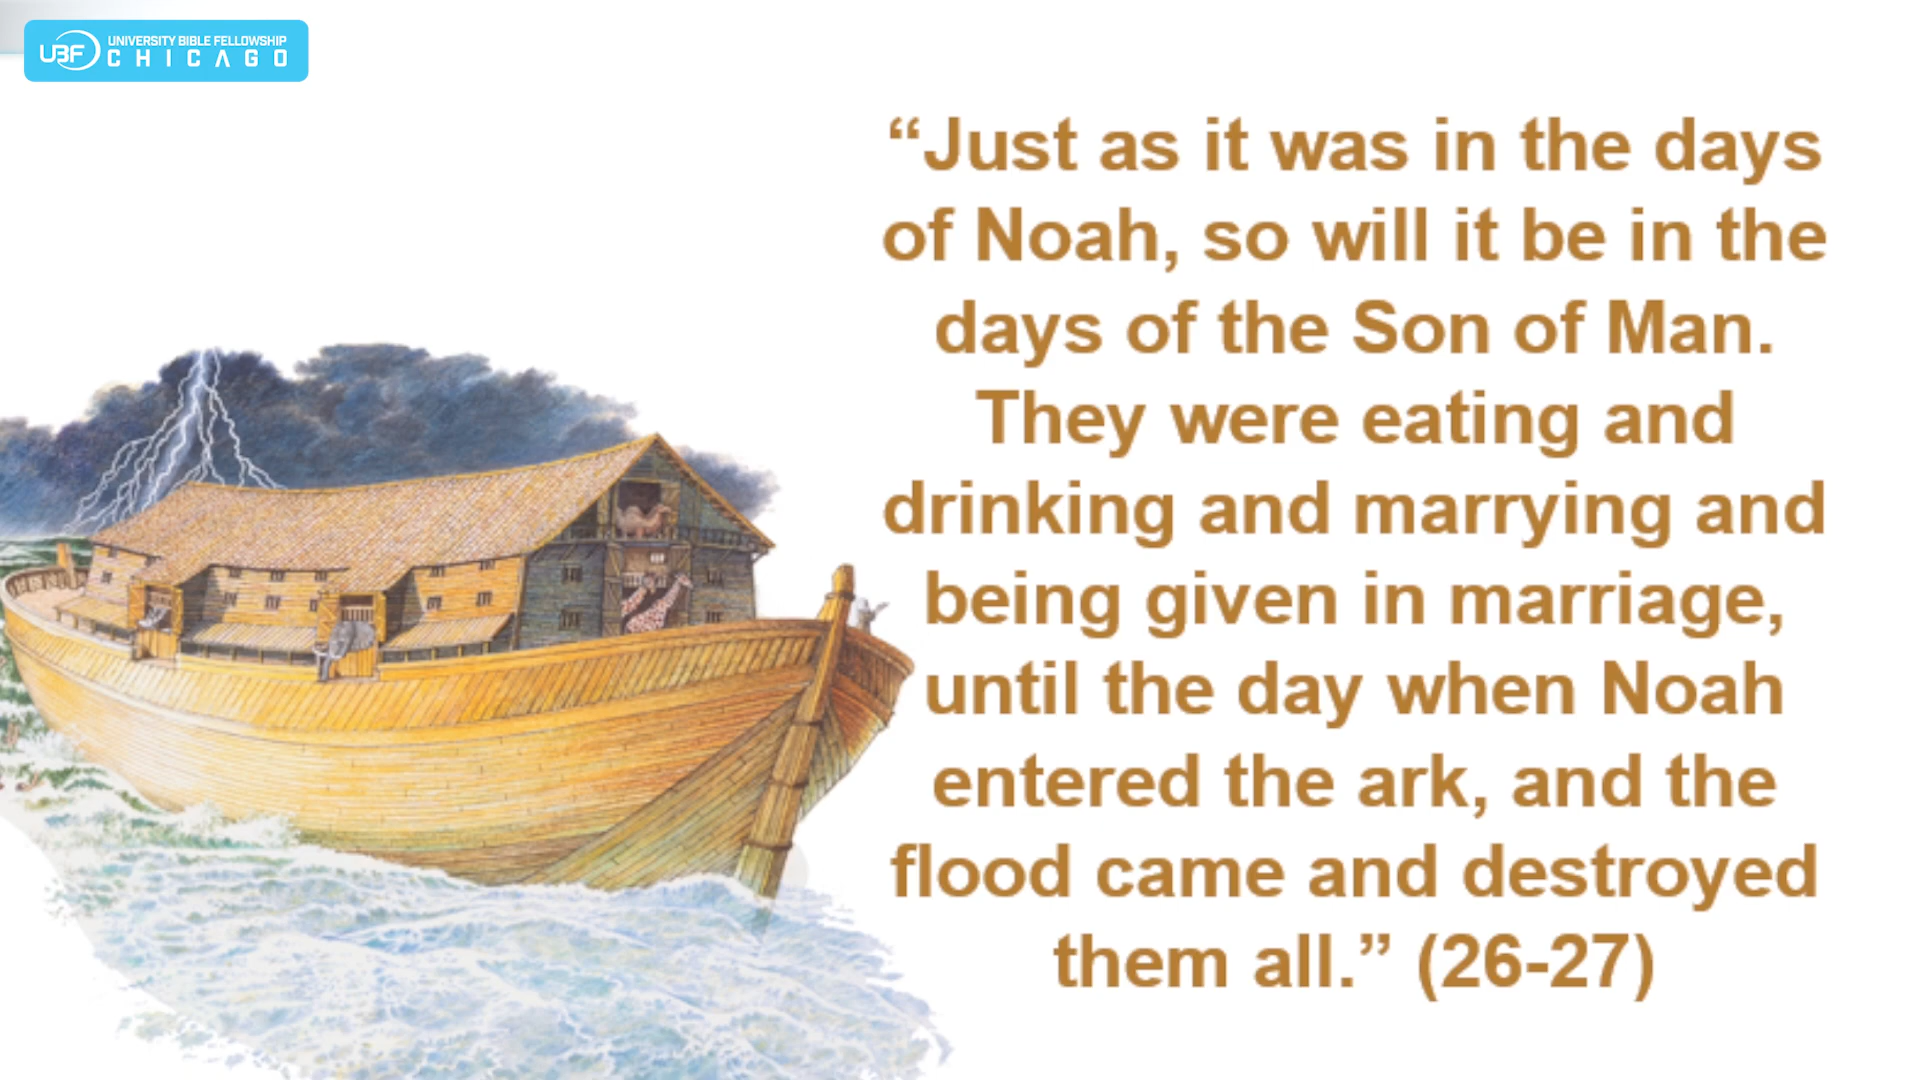 UBF UNIVERSITY BIBLE FELLOWSHIP
CHICAGO
“Just as it was in the days
of Noah, so will it be in the
days of the Son of Man.
They were eating and
drinking and marrying and
being given in marriage,
until the day when Noah
entered the ark, and the
flood came and destroyed
them all.” (26-27)